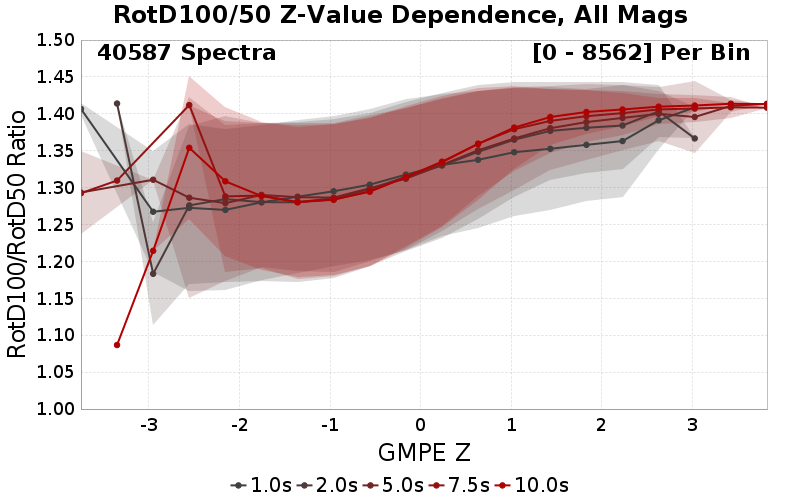 RotD100/50 Z-Value Dependence, All Mags
40587 Spectra
[0 - 8562] Per Bin
RotD100/RotD50 Ratio
1.50
1.45
1.40
1.35
1.30
1.25
1.20
1.15
1.10
1.05
1.00
-3 -2 -1 0 1 2 3
GMPE Z
1.0s 2.0s 5.0s 7.5s 10.0s